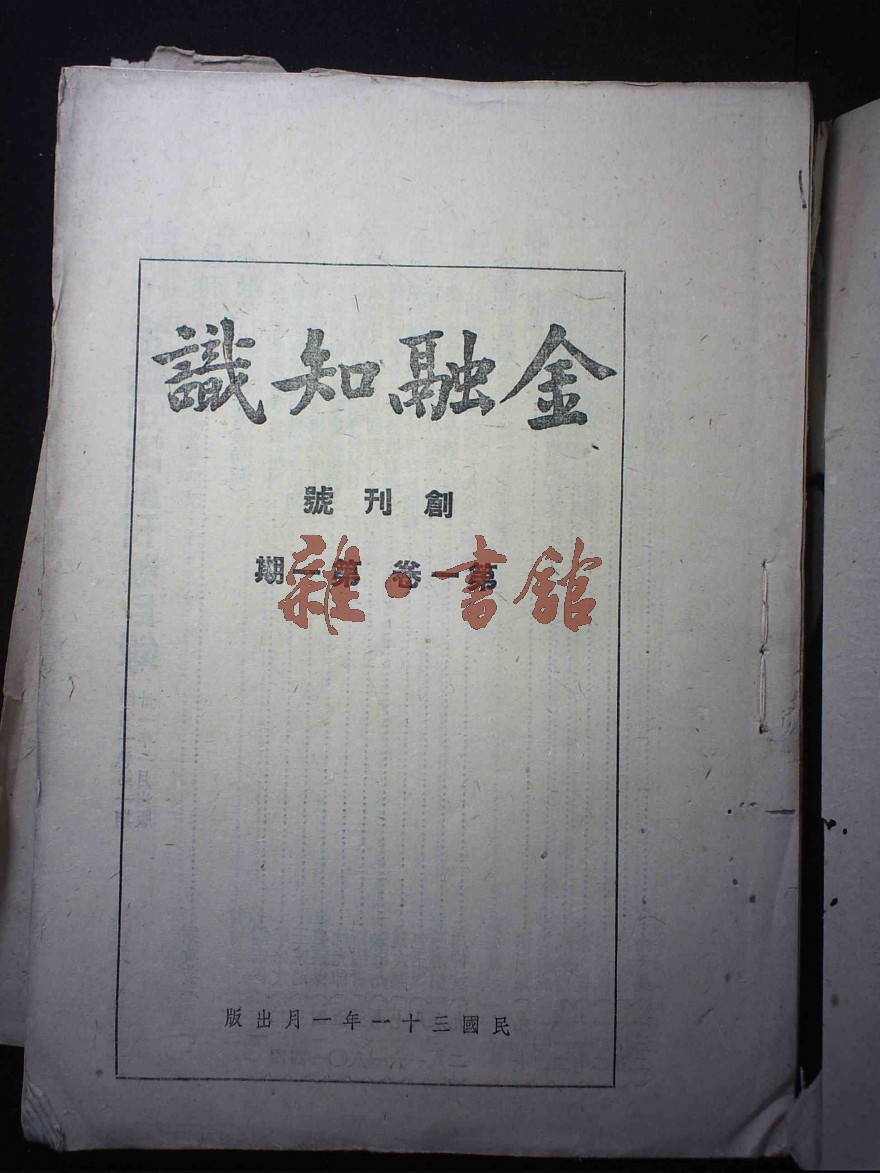 金融知識
創刊號
第一卷 第一期
雜·書館
民國三十一年一月出版